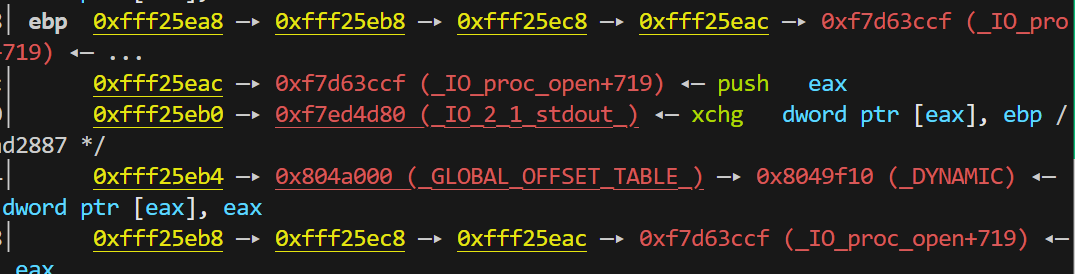 8│ ebp 0xfff25ea8 —▸ 0xfff25eb8 —▸ 0xfff25ec8 —▸ 0xfff25eac —▸ 0xf7d63ccf (_IO_pro
+719) ◂— ...
│ 0xfff25eac —▸ 0xf7d63ccf (_IO_proc_open+719) ◂— push eax
│ 0xfff25eb0 —▸ 0xf7ed4d80 (_IO_2_1_stdout_) ◂— xchg dword ptr [eax], ebp /
ad2887 */
│ 0xfff25eb4 —▸ 0x804a000 (_GLOBAL_OFFSET_TABLE_) —▸ 0x8049f10 (_DYNAMIC) ◂—
dword ptr [eax], eax
│ 0xfff25eb8 —▸ 0xfff25ec8 —▸ 0xfff25eac —▸ 0xf7d63ccf (_IO_proc_open+719) ◂—
eax